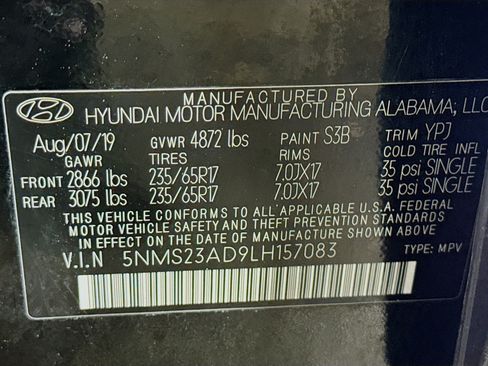 MANUFACTURED BY
HYUNDAI MOTOR MANUFACTURING ALABAMA, LLC
Aug/07/19 GVWR 4872 lbs PAINT S3B TRIM YPJ
GAWR TIRES RIMS COLD TIRE INFL
FRONT 2866 lbs 235/65R17 7.0JX17 35 psi SINGLE
REAR 3075 lbs 235/65R17 7.0JX17 35 psi SINGLE
THIS VEHICLE CONFORMS TO ALL APPLICABLE U.S.A. FEDERAL
MOTOR VEHICLE SAFETY AND THEFT PREVENTION STANDARDS
IN EFFECT ON THE DATE OF MANUFACTURE SHOWN ABOVE.
V.I.N 5NMS23AD9LH157083 TYPE: MPV